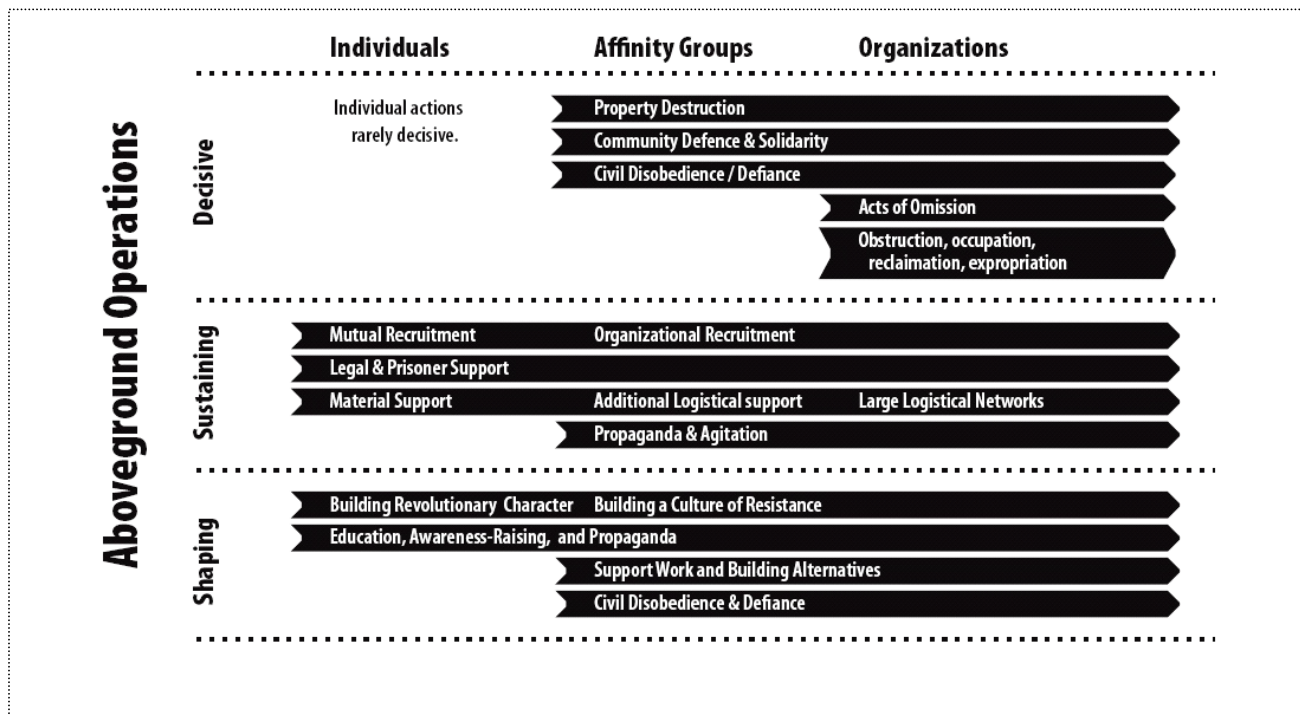 Individuals Affinity Groups Organizations
Aboveground Operations
Decisive
Individual actions
rarely decisive.
Property Destruction
Community Defence & Solidarity
Civil Disobedience / Defiance
Acts of Omission
Obstruction, occupation,
reclamation, expropriation
Sustaining
Mutual Recruitment Organizational Recruitment
Legal & Prisoner Support
Material Support Additional Logistical support Large Logistical Networks
Propaganda & Agitation
Shaping
Building Revolutionary Character Building a Culture of Resistance
Education, Awareness-Raising, and Propaganda
Support Work and Building Alternatives
Civil Disobedience & Defiance